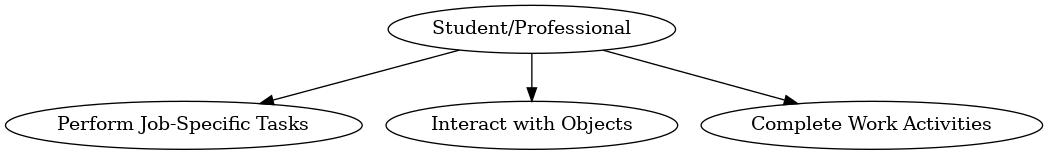 Student/Professional
Perform Job-Specific Tasks
Interact with Objects
Complete Work Activities